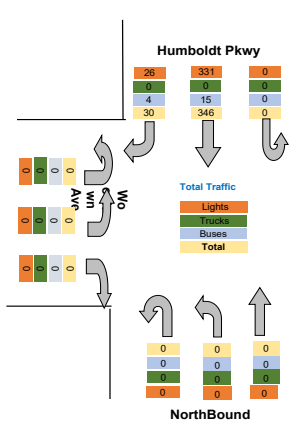 Humboldt Pkwy
26 331 0
0 0 0
4 15 0
30 346 0
Total Traffic
Lights
Trucks
Buses
Total
0 0 0 0
0 0 0 0
0 0 0 0
Wo
wn
Ave
0 0 0
0 0 0
0 0 0
0 0 0
NorthBound